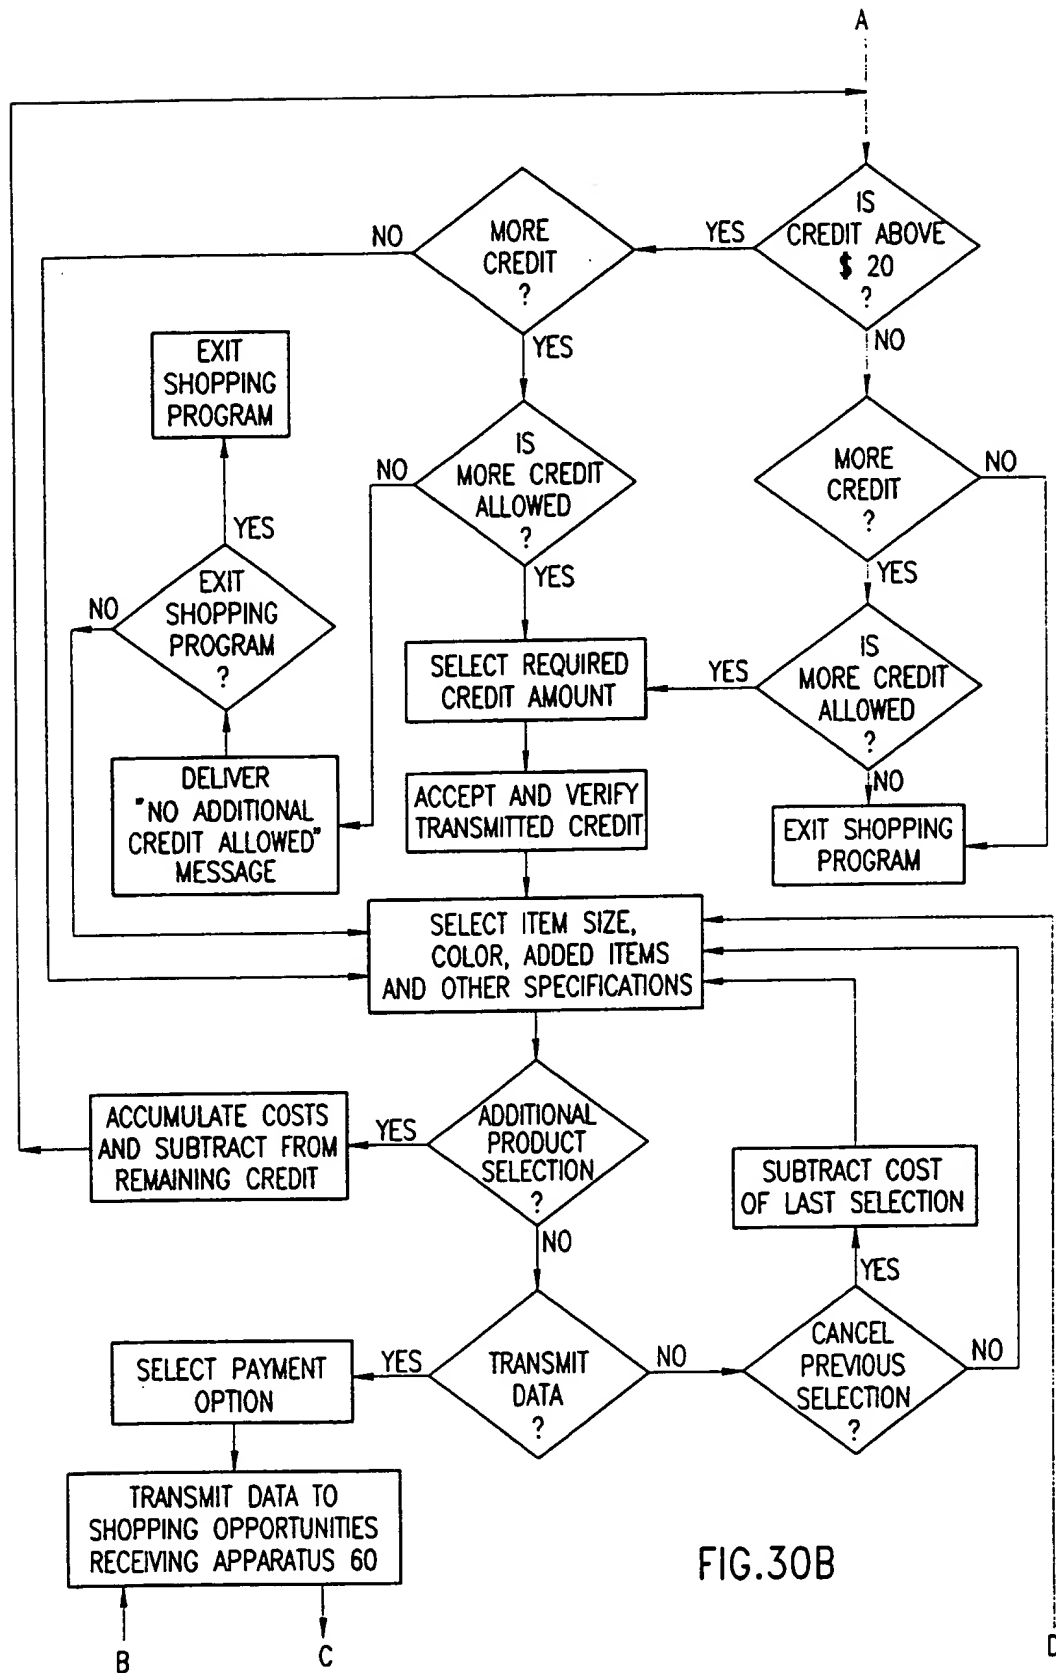 A
IS
CREDIT ABOVE
$ 20
?
YES
NO
MORE
CREDIT
?
NO
YES
EXIT
SHOPPING
PROGRAM
IS
MORE CREDIT
ALLOWED
?
NO
YES
MORE
CREDIT
?
NO
YES
YES
EXIT
SHOPPING
PROGRAM
?
NO
SELECT REQUIRED
CREDIT AMOUNT
YES
IS
MORE CREDIT
ALLOWED
?
NO
DELIVER
"NO ADDITIONAL
CREDIT ALLOWED"
MESSAGE
ACCEPT AND VERIFY
TRANSMITTED CREDIT
EXIT SHOPPING
PROGRAM
SELECT ITEM SIZE,
COLOR, ADDED ITEMS
AND OTHER SPECIFICATIONS
ACCUMULATE COSTS
AND SUBTRACT FROM
REMAINING CREDIT
YES
ADDITIONAL
PRODUCT
SELECTION
?
NO
SUBTRACT COST
OF LAST SELECTION
YES
SELECT PAYMENT
OPTION
YES
TRANSMIT
DATA
?
NO
CANCEL
PREVIOUS
SELECTION
?
NO
TRANSMIT DATA TO
SHOPPING OPPORTUNITIES
RECEIVING APPARATUS 60
FIG.30B
B
C
D